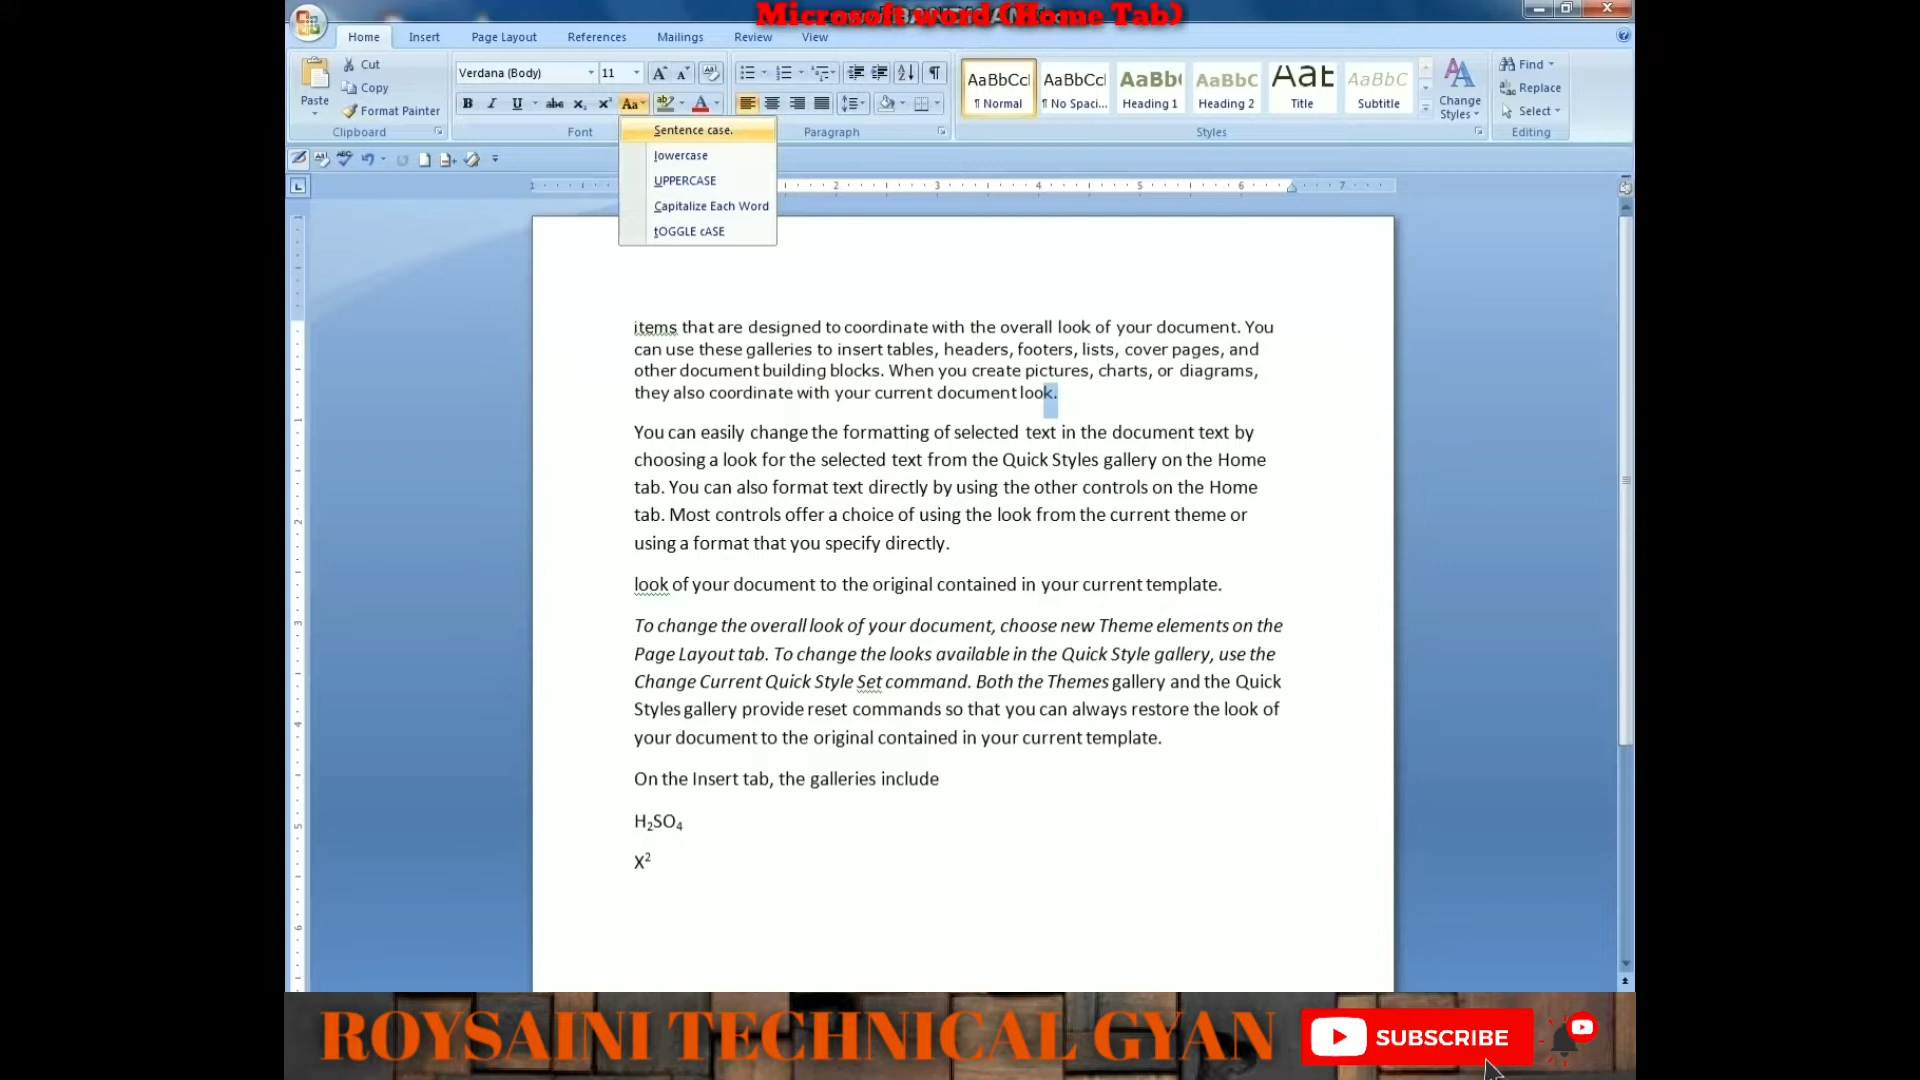 Microsoft word (Home Tab)
Home Insert Page Layout References Mailings Review View
Paste
Cut
Copy
Format Painter
Clipboard
Verdana (Body) 11
Font
Paragraph
AaBbCcI AaBbCcI AaBbC AaBbC Aat AaBbC
¶ Normal ¶ No Spaci... Heading 1 Heading 2 Title Subtitle
Change Styles
Styles
Find
Replace
Select
Editing
Sentence case.
lowercase
UPPERCASE
Capitalize Each Word
tOGGLE cASE
1 2 3 4 5 6 7
items that are designed to coordinate with the overall look of your document. You
can use these galleries to insert tables, headers, footers, lists, cover pages, and
other document building blocks. When you create pictures, charts, or diagrams,
they also coordinate with your current document look.
You can easily change the formatting of selected text in the document text by
choosing a look for the selected text from the Quick Styles gallery on the Home
tab. You can also format text directly by using the other controls on the Home
tab. Most controls offer a choice of using the look from the current theme or
using a format that you specify directly.
look of your document to the original contained in your current template.
To change the overall look of your document, choose new Theme elements on the
Page Layout tab. To change the looks available in the Quick Style gallery, use the
Change Current Quick Style Set command. Both the Themes gallery and the Quick
Styles gallery provide reset commands so that you can always restore the look of
your document to the original contained in your current template.
On the Insert tab, the galleries include
H₂SO₄
X²
ROYSAINI TECHNICAL GYAN
SUBSCRIBE